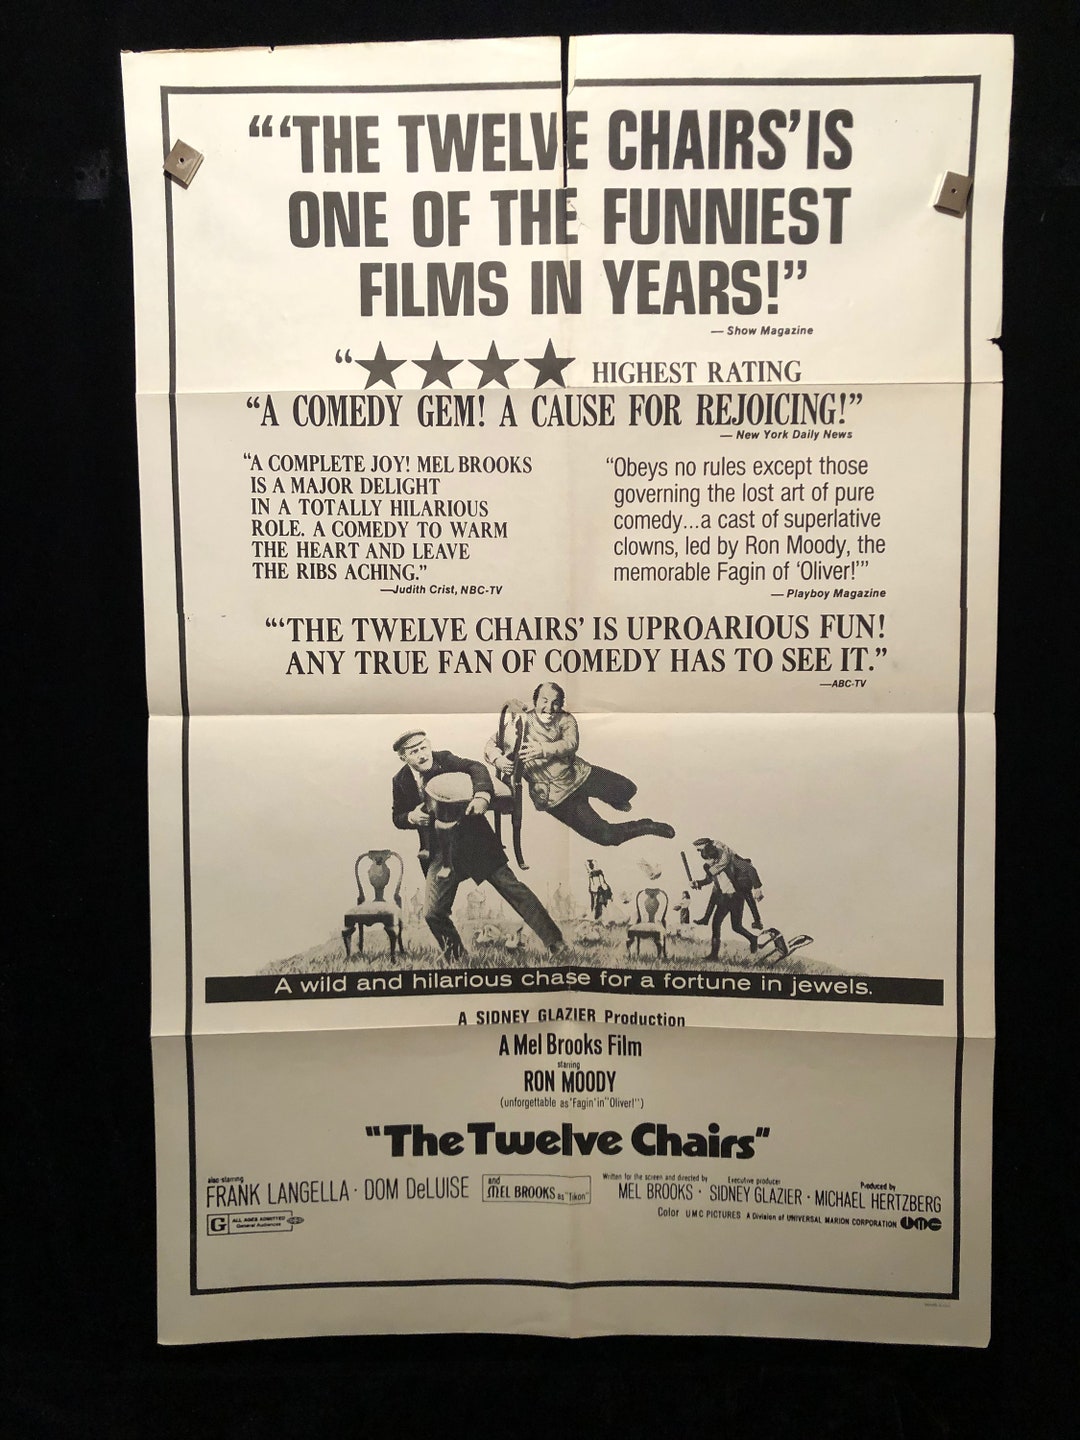 “‘THE TWELVE CHAIRS’ IS
ONE OF THE FUNNIEST
FILMS IN YEARS!”
— Show Magazine
“★★★★ HIGHEST RATING
“A COMEDY GEM! A CAUSE FOR REJOICING!”
— New York Daily News
“A COMPLETE JOY! MEL BROOKS
IS A MAJOR DELIGHT
IN A TOTALLY HILARIOUS
ROLE. A COMEDY TO WARM
THE HEART AND LEAVE
THE RIBS ACHING.”
—Judith Crist, NBC-TV
“Obeys no rules except those
governing the lost art of pure
comedy...a cast of superlative
clowns, led by Ron Moody, the
memorable Fagin of ‘Oliver!’”
— Playboy Magazine
“‘THE TWELVE CHAIRS’ IS UPROARIOUS FUN!
ANY TRUE FAN OF COMEDY HAS TO SEE IT.”
—ABC-TV
A wild and hilarious chase for a fortune in jewels.
A SIDNEY GLAZIER Production
A Mel Brooks Film
starring
RON MOODY
(unforgettable as 'Fagin' in "Oliver!")
"The Twelve Chairs"
also starring
FRANK LANGELLA · DOM DeLUISE
and
MEL BROOKS as "Tikon"
Written for the screen and directed by
MEL BROOKS ·
Executive producer
SIDNEY GLAZIER ·
Produced by
MICHAEL HERTZBERG
G ALL AGES ADMITTED
General Audiences
Color UMC PICTURES A Division of UNIVERSAL MARION CORPORATION UMC